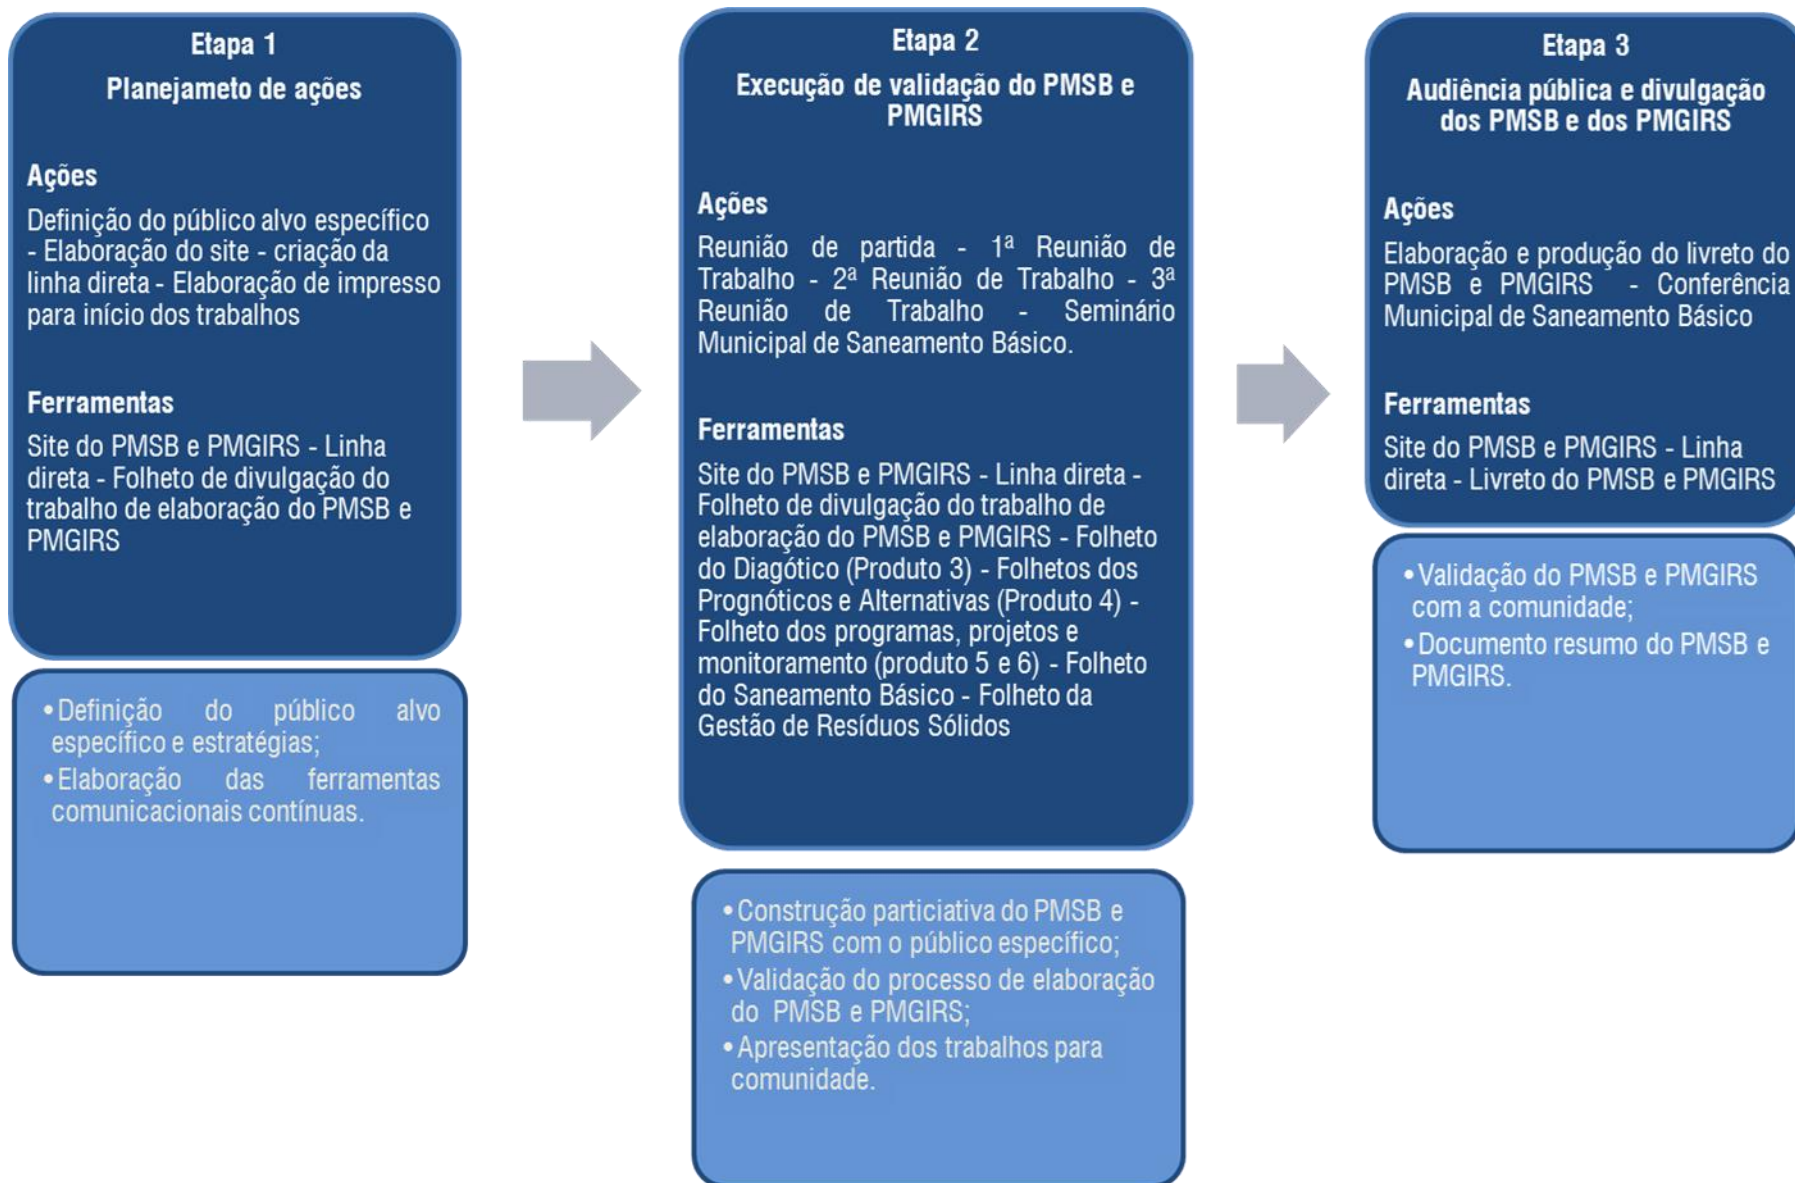 Etapa 1
Planejameto de ações
Ações
Definição do público alvo específico
- Elaboração do site - criação da
linha direta - Elaboração de impresso
para início dos trabalhos
Ferramentas
Site do PMSB e PMGIRS - Linha
direta - Folheto de divulgação do
trabalho de elaboração do PMSB e
PMGIRS
•Definição do público alvo
específico e estratégias;
•Elaboração das ferramentas
comunicacionais contínuas.
Etapa 2
Execução de validação do PMSB e
PMGIRS
Ações
Reunião de partida - 1ª Reunião de
Trabalho - 2ª Reunião de Trabalho - 3ª
Reunião de Trabalho - Seminário
Municipal de Saneamento Básico.
Ferramentas
Site do PMSB e PMGIRS - Linha direta -
Folheto de divulgação do trabalho de
elaboração do PMSB e PMGIRS - Folheto
do Diagótico (Produto 3) - Folhetos dos
Prognóticos e Alternativas (Produto 4) -
Folheto dos programas, projetos e
monitoramento (produto 5 e 6) - Folheto
do Saneamento Básico - Folheto da
Gestão de Resíduos Sólidos
•Construção particiativa do PMSB e
PMGIRS com o público específico;
•Validação do processo de elaboração
do PMSB e PMGIRS;
•Apresentação dos trabalhos para
comunidade.
Etapa 3
Audiência pública e divulgação
dos PMSB e dos PMGIRS
Ações
Elaboração e produção do livreto do
PMSB e PMGIRS - Conferência
Municipal de Saneamento Básico
Ferramentas
Site do PMSB e PMGIRS - Linha
direta - Livreto do PMSB e PMGIRS
•Validação do PMSB e PMGIRS
com a comunidade;
•Documento resumo do PMSB e
PMGIRS.